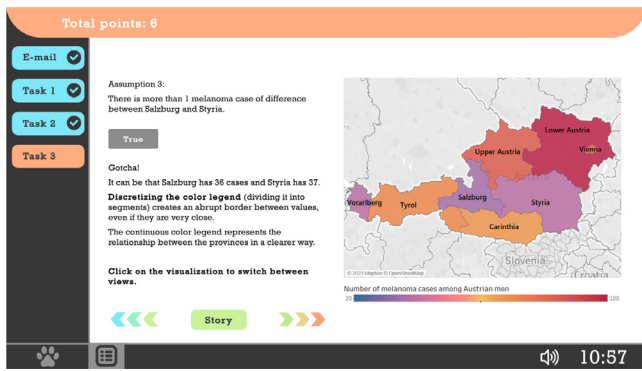 Total points: 6
E-mail
Task 1
Task 2
Task 3
Assumption 3:
There is more than 1 melanoma case of difference
between Salzburg and Styria.
True
Gotcha!
It can be that Salzburg has 36 cases and Styria has 37.
Discretizing the color legend (dividing it into
segments) creates an abrupt border between values,
even if they are very close.
The continuous color legend represents the
relationship between the provinces in a clearer way.
Click on the visualization to switch between
views.
Story
Lower Austria
Upper Austria
Vienna
Vorarlberg
Tyrol
Salzburg
Styria
Carinthia
Slovenia
Croatia
© 2023 Mapbox © OpenStreetMap
Number of melanoma cases among Austrian men
20
100
10:57